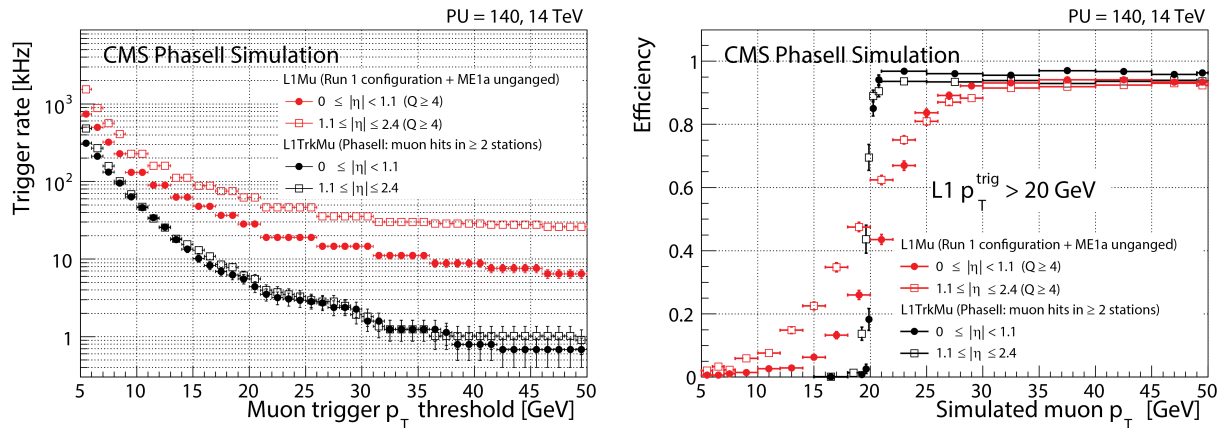 PU = 140, 14 TeV
CMS PhaseII Simulation
L1Mu (Run 1 configuration + ME1a unganged)
0 ≤ |η| < 1.1 (Q ≥ 4)
1.1 ≤ |η| ≤ 2.4 (Q ≥ 4)
L1TrkMu (PhaseII: muon hits in ≥ 2 stations)
0 ≤ |η| < 1.1
1.1 ≤ |η| ≤ 2.4
Trigger rate [kHz]
10³
10²
10
1
5 10 15 20 25 30 35 40 45 50
Muon trigger p_T threshold [GeV]
PU = 140, 14 TeV
CMS PhaseII Simulation
L1 p_T^trig > 20 GeV
L1Mu (Run 1 configuration + ME1a unganged)
0 ≤ |η| < 1.1 (Q ≥ 4)
1.1 ≤ |η| ≤ 2.4 (Q ≥ 4)
L1TrkMu (PhaseII: muon hits in ≥ 2 stations)
0 ≤ |η| < 1.1
1.1 ≤ |η| ≤ 2.4
Efficiency
1
0.8
0.6
0.4
0.2
0
10 15 20 25 30 35 40 45 50
Simulated muon p_T [GeV]